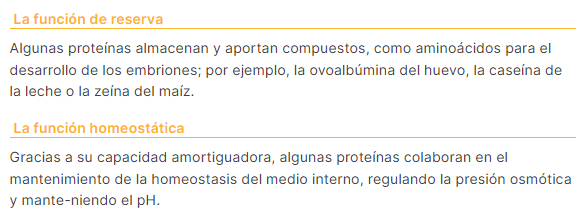 La función de reserva
Algunas proteínas almacenan y aportan compuestos, como aminoácidos para el
desarrollo de los embriones; por ejemplo, la ovoalbúmina del huevo, la caseína de
la leche o la zeína del maíz.
La función homeostática
Gracias a su capacidad amortiguadora, algunas proteínas colaboran en el
mantenimiento de la homeostasis del medio interno, regulando la presión osmótica
y mante-niendo el pH.